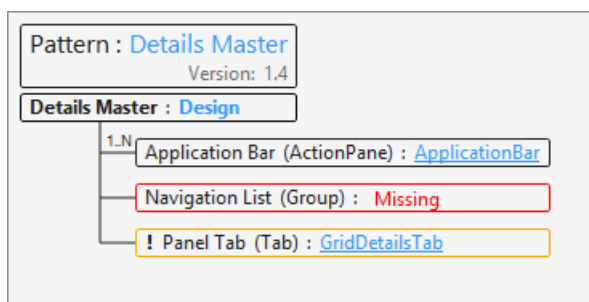 Pattern : Details Master
Version: 1.4
Details Master : Design
1..N
Application Bar (ActionPane) : ApplicationBar
Navigation List (Group) : Missing
! Panel Tab (Tab) : GridDetailsTab